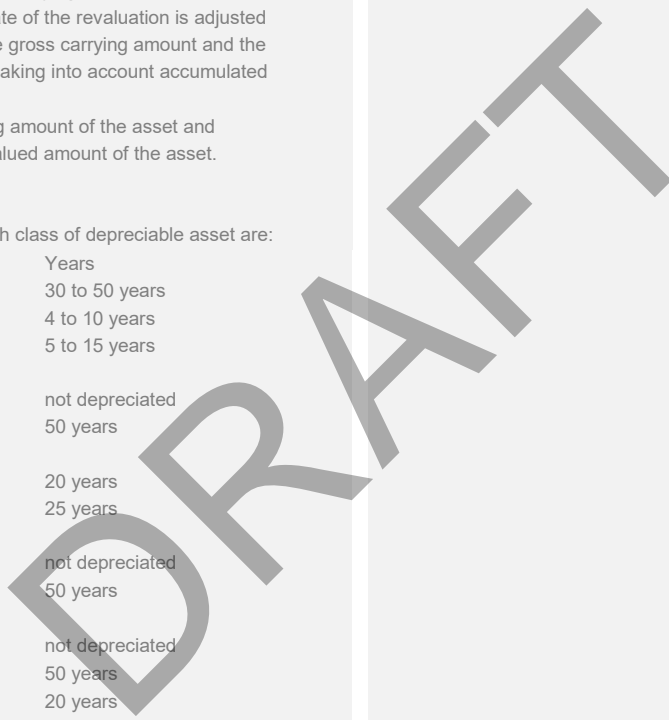 te of the revaluation is adjusted
gross carrying amount and the
aking into account accumulated
amount of the asset and
alued amount of the asset.
class of depreciable asset are:
Years
30 to 50 years
4 to 10 years
5 to 15 years
not depreciated
50 years
20 years
25 years
not depreciated
50 years
not depreciated
50 years
20 years
DRAFT